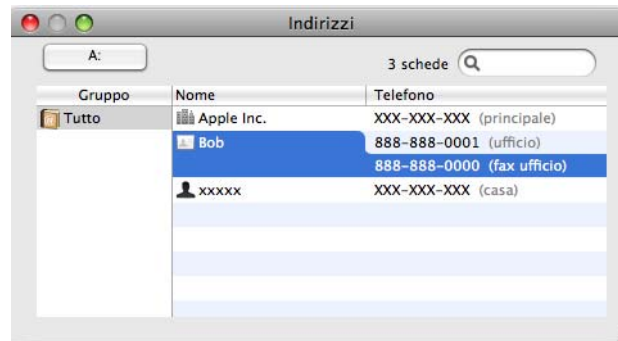 Indirizzi
A:
3 schede
Gruppo Nome Telefono
Tutto Apple Inc. XXX-XXX-XXX (principale)
Bob 888-888-0001 (ufficio)
888-888-0000 (fax ufficio)
xxxxx XXX-XXX-XXX (casa)